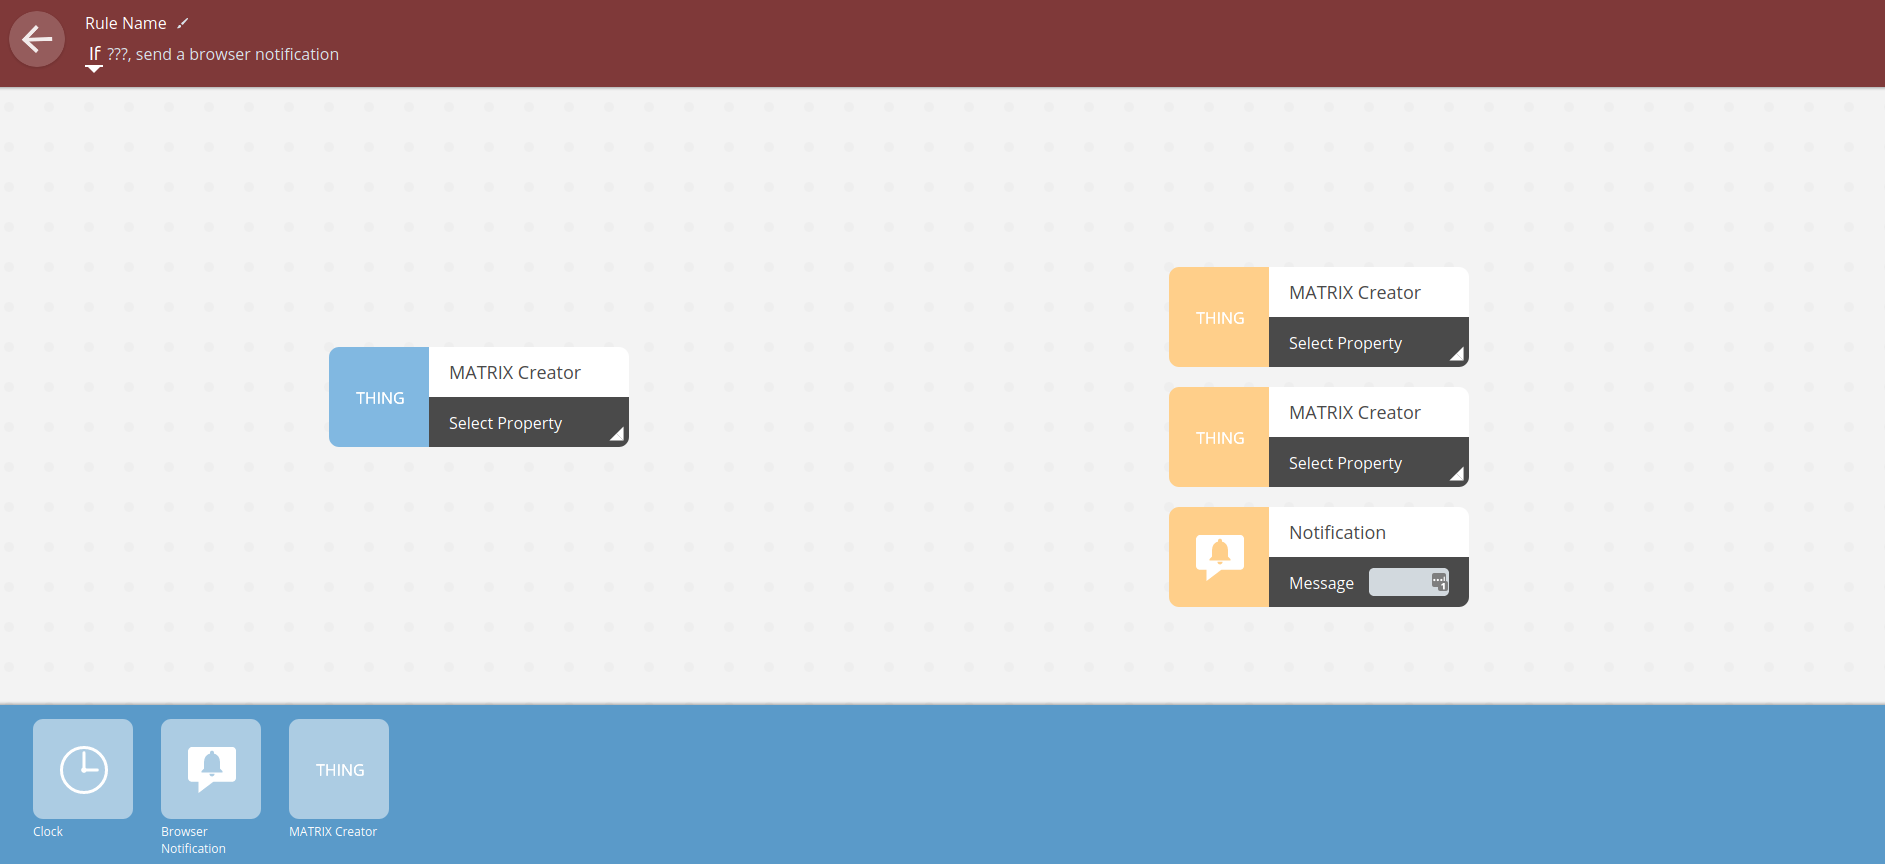 Rule Name
If ???, send a browser notification
THING
MATRIX Creator
Select Property
THING
MATRIX Creator
Select Property
THING
MATRIX Creator
Select Property
Notification
Message
1
THING
Clock
Browser
Notification
MATRIX Creator